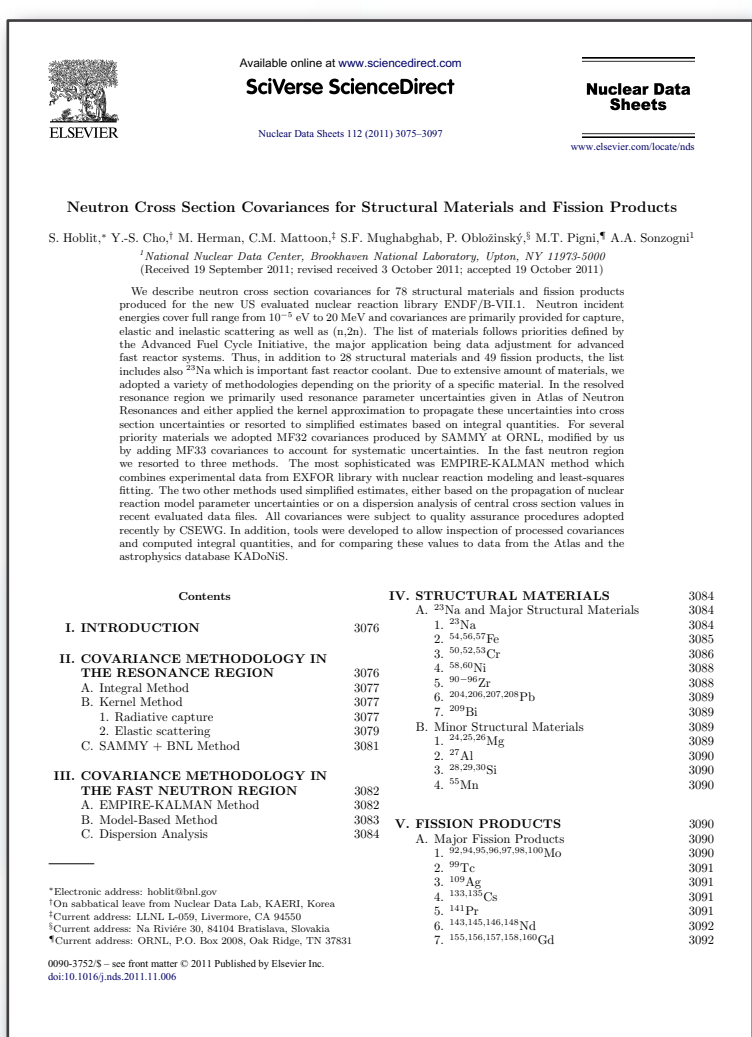 ELSEVIER
Available online at www.sciencedirect.com
SciVerse ScienceDirect
Nuclear Data Sheets 112 (2011) 3075–3097
Nuclear Data
Sheets
www.elsevier.com/locate/nds
Neutron Cross Section Covariances for Structural Materials and Fission Products
S. Hoblit,* Y.-S. Cho,† M. Herman, C.M. Mattoon,‡ S.F. Mughabghab, P. Obložinský,§ M.T. Pigni,¶ A.A. Sonzogni¹
¹National Nuclear Data Center, Brookhaven National Laboratory, Upton, NY 11973-5000
(Received 19 September 2011; revised received 3 October 2011; accepted 19 October 2011)
We describe neutron cross section covariances for 78 structural materials and fission products
produced for the new US evaluated nuclear reaction library ENDF/B-VII.1. Neutron incident
energies cover full range from 10⁻⁵ eV to 20 MeV and covariances are primarily provided for capture,
elastic and inelastic scattering as well as (n,2n). The list of materials follows priorities defined by
the Advanced Fuel Cycle Initiative, the major application being data adjustment for advanced
fast reactor systems. Thus, in addition to 28 structural materials and 49 fission products, the list
includes also ²³Na which is important fast reactor coolant. Due to extensive amount of materials, we
adopted a variety of methodologies depending on the priority of a specific material. In the resolved
resonance region we primarily used resonance parameter uncertainties given in Atlas of Neutron
Resonances and either applied the kernel approximation to propagate these uncertainties into cross
section uncertainties or resorted to simplified estimates based on integral quantities. For several
priority materials we adopted MF32 covariances produced by SAMMY at ORNL, modified by us
by adding MF33 covariances to account for systematic uncertainties. In the fast neutron region
we resorted to three methods. The most sophisticated was EMPIRE-KALMAN method which
combines experimental data from EXFOR library with nuclear reaction modeling and least-squares
fitting. The two other methods used simplified estimates, either based on the propagation of nuclear
reaction model parameter uncertainties or on a dispersion analysis of central cross section values in
recent evaluated data files. All covariances were subject to quality assurance procedures adopted
recently by CSEWG. In addition, tools were developed to allow inspection of processed covariances
and computed integral quantities, and for comparing these values to data from the Atlas and the
astrophysics database KADoNiS.
Contents
I. INTRODUCTION 3076
II. COVARIANCE METHODOLOGY IN
THE RESONANCE REGION 3076
A. Integral Method 3077
B. Kernel Method 3077
1. Radiative capture 3077
2. Elastic scattering 3079
C. SAMMY + BNL Method 3081
III. COVARIANCE METHODOLOGY IN
THE FAST NEUTRON REGION 3082
A. EMPIRE-KALMAN Method 3082
B. Model-Based Method 3083
C. Dispersion Analysis 3084
*Electronic address: hoblit@bnl.gov
†On sabbatical leave from Nuclear Data Lab, KAERI, Korea
‡Current address: LLNL L-059, Livermore, CA 94550
§Current address: Na Riviére 30, 84104 Bratislava, Slovakia
¶Current address: ORNL, P.O. Box 2008, Oak Ridge, TN 37831
IV. STRUCTURAL MATERIALS 3084
A. ²³Na and Major Structural Materials 3084
1. ²³Na 3084
2. ⁵⁴,⁵⁶,⁵⁷Fe 3085
3. ⁵⁰,⁵²,⁵³Cr 3086
4. ⁵⁸,⁶⁰Ni 3088
5. ⁹⁰⁻⁹⁶Zr 3088
6. ²⁰⁴,²⁰⁶,²⁰⁷,²⁰⁸Pb 3089
7. ²⁰⁹Bi 3089
B. Minor Structural Materials 3089
1. ²⁴,²⁵,²⁶Mg 3089
2. ²⁷Al 3090
3. ²⁸,²⁹,³⁰Si 3090
4. ⁵⁵Mn 3090
V. FISSION PRODUCTS 3090
A. Major Fission Products 3090
1. ⁹²,⁹⁴,⁹⁵,⁹⁶,⁹⁷,⁹⁸,¹⁰⁰Mo 3090
2. ⁹⁹Tc 3091
3. ¹⁰⁹Ag 3091
4. ¹³³,¹³⁵Cs 3091
5. ¹⁴¹Pr 3091
6. ¹⁴³,¹⁴⁵,¹⁴⁶,¹⁴⁸Nd 3092
7. ¹⁵⁵,¹⁵⁶,¹⁵⁷,¹⁵⁸,¹⁶⁰Gd 3092
0090-3752/$ – see front matter © 2011 Published by Elsevier Inc.
doi:10.1016/j.nds.2011.11.006